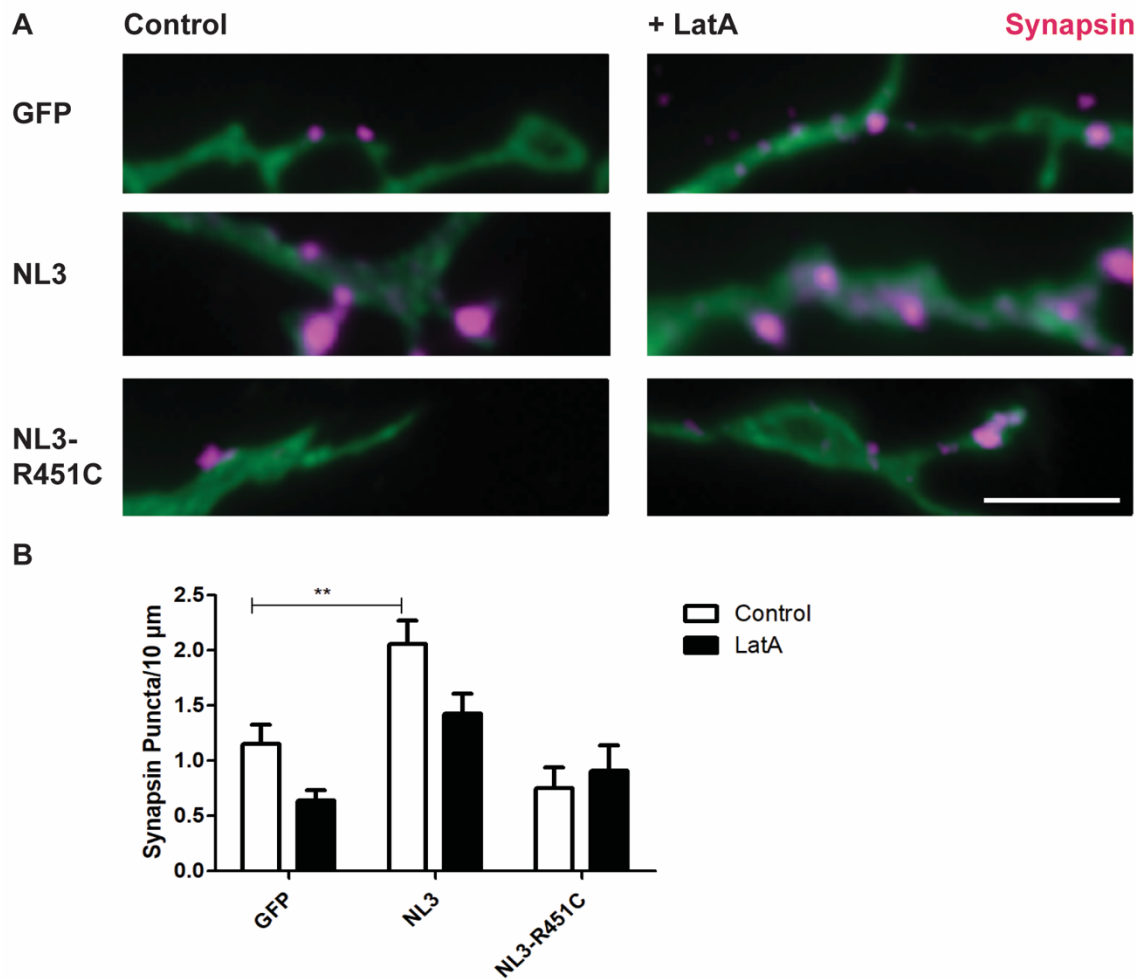 A Control + LatA Synapsin
GFP
NL3
NL3-
R451C
B
**
2.5
2.0
1.5
1.0
0.5
0.0
Synapsin Puncta/10 µm
GFP
NL3
NL3-R451C
Control
LatA